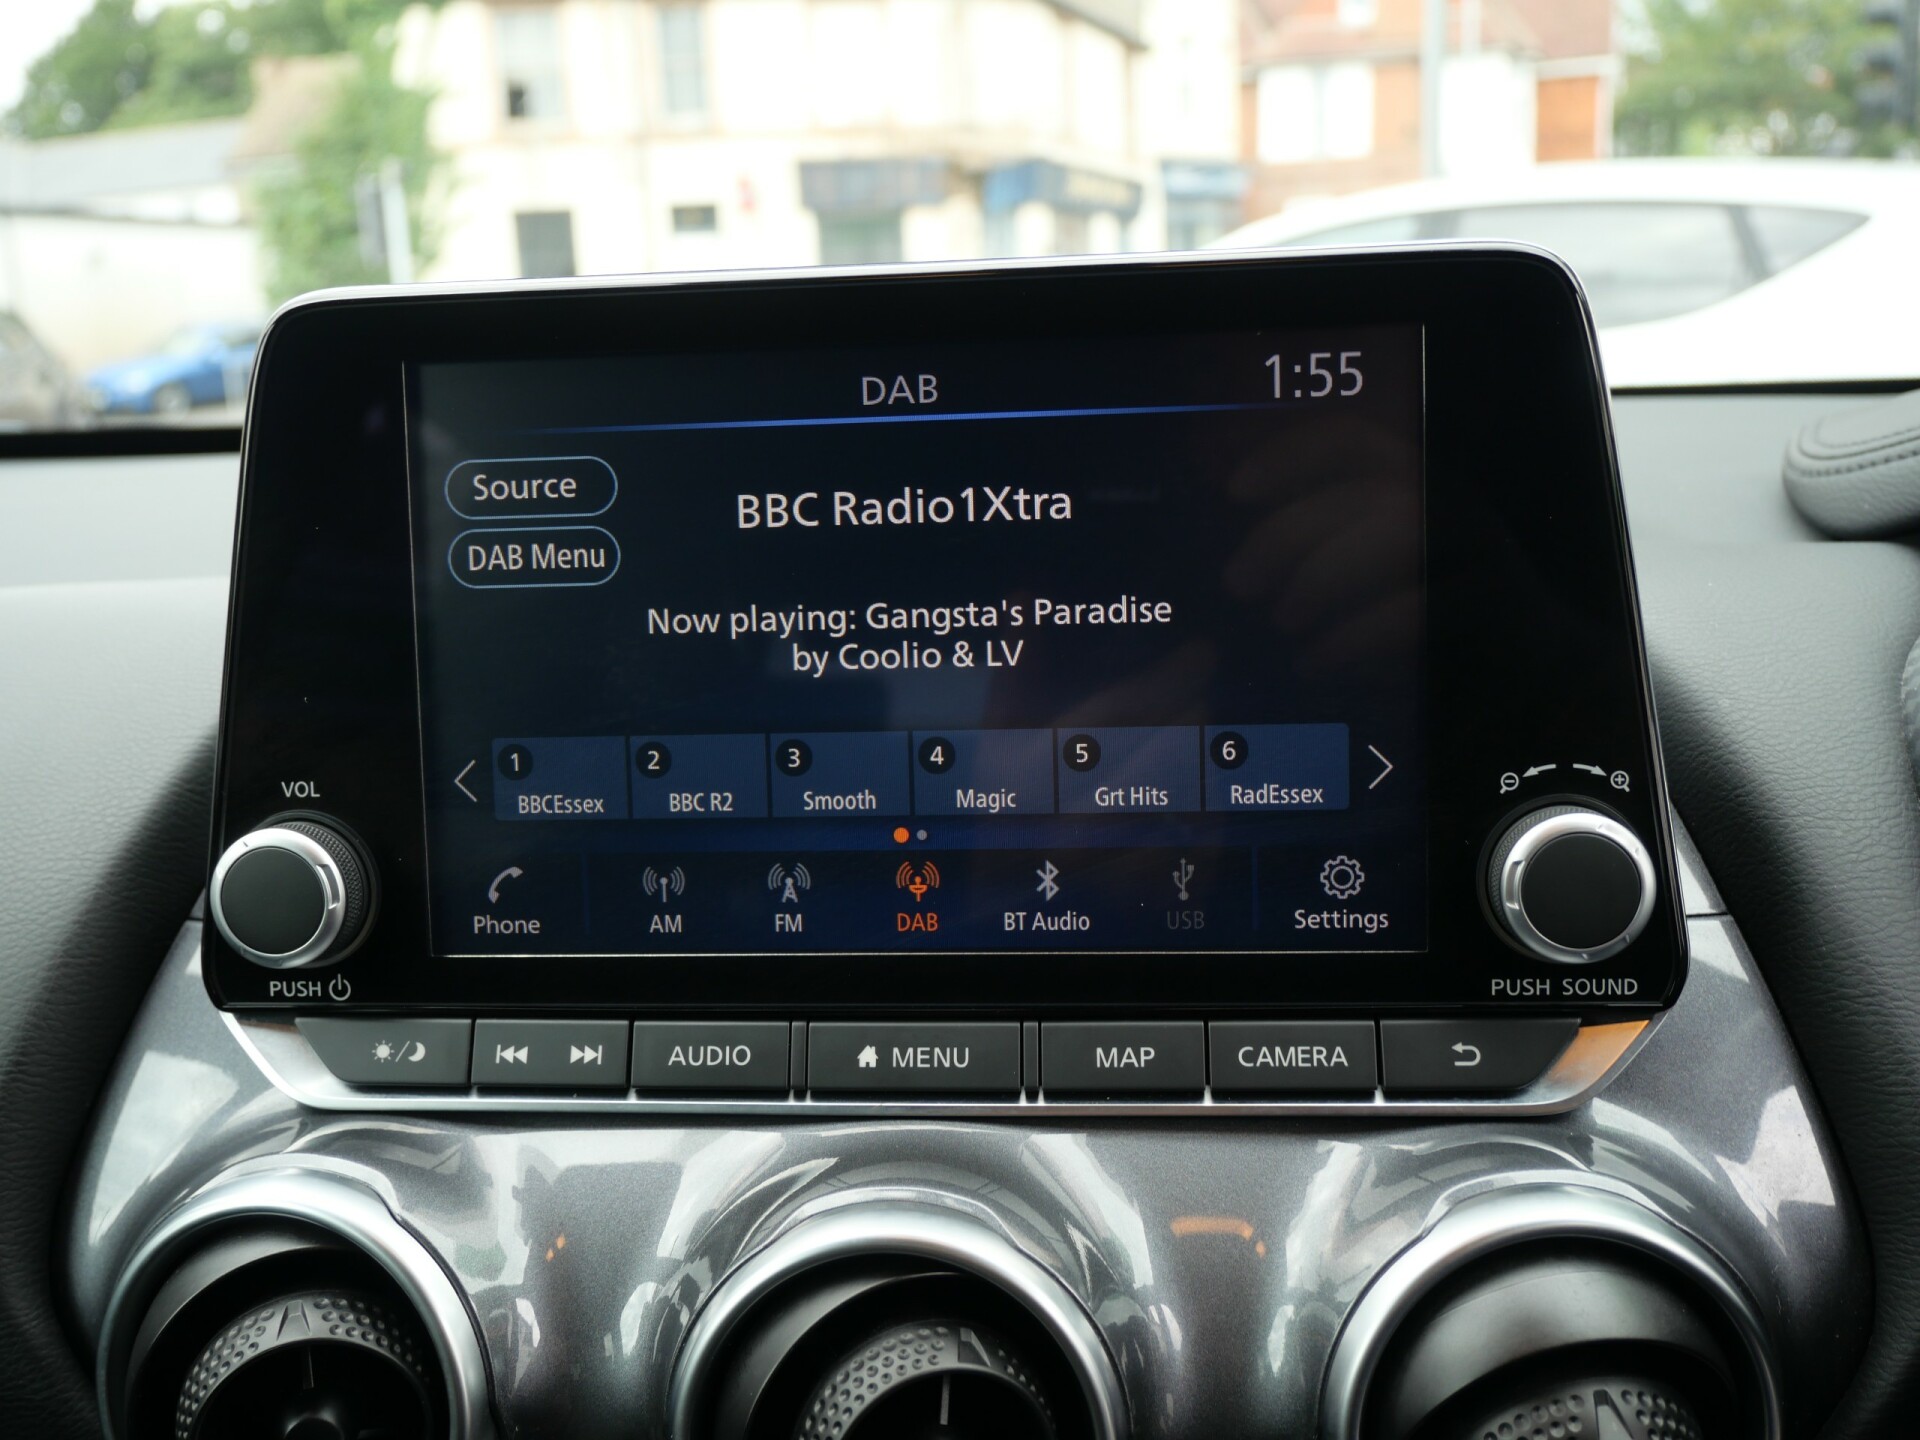 DAB
1:55
Source
DAB Menu
BBC Radio1Xtra
Now playing: Gangsta's Paradise
by Coolio & LV
1 BBCEssex
2 BBC R2
3 Smooth
4 Magic
5 Grt Hits
6 RadEssex
Phone
AM
FM
DAB
BT Audio
USB
Settings
VOL
PUSH
PUSH SOUND
AUDIO
MENU
MAP
CAMERA